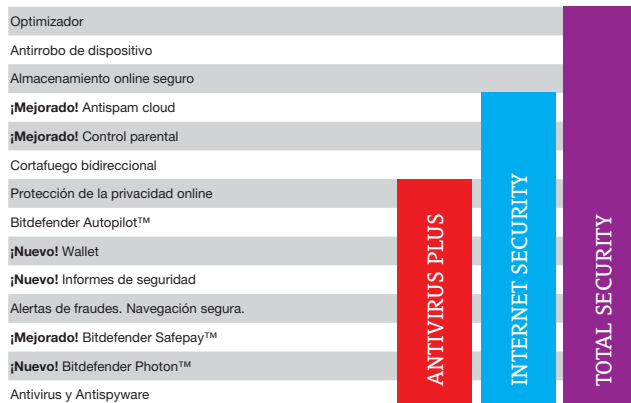 Optimizador
Antirrobo de dispositivo
Almacenamiento online seguro
¡Mejorado! Antispam cloud
¡Mejorado! Control parental
Cortafuego bidireccional
Protección de la privacidad online
Bitdefender Autopilot™
¡Nuevo! Wallet
¡Nuevo! Informes de seguridad
Alertas de fraudes. Navegación segura.
¡Mejorado! Bitdefender Safepay™
¡Nuevo! Bitdefender Photon™
Antivirus y Antispyware
ANTIVIRUS PLUS
INTERNET SECURITY
TOTAL SECURITY